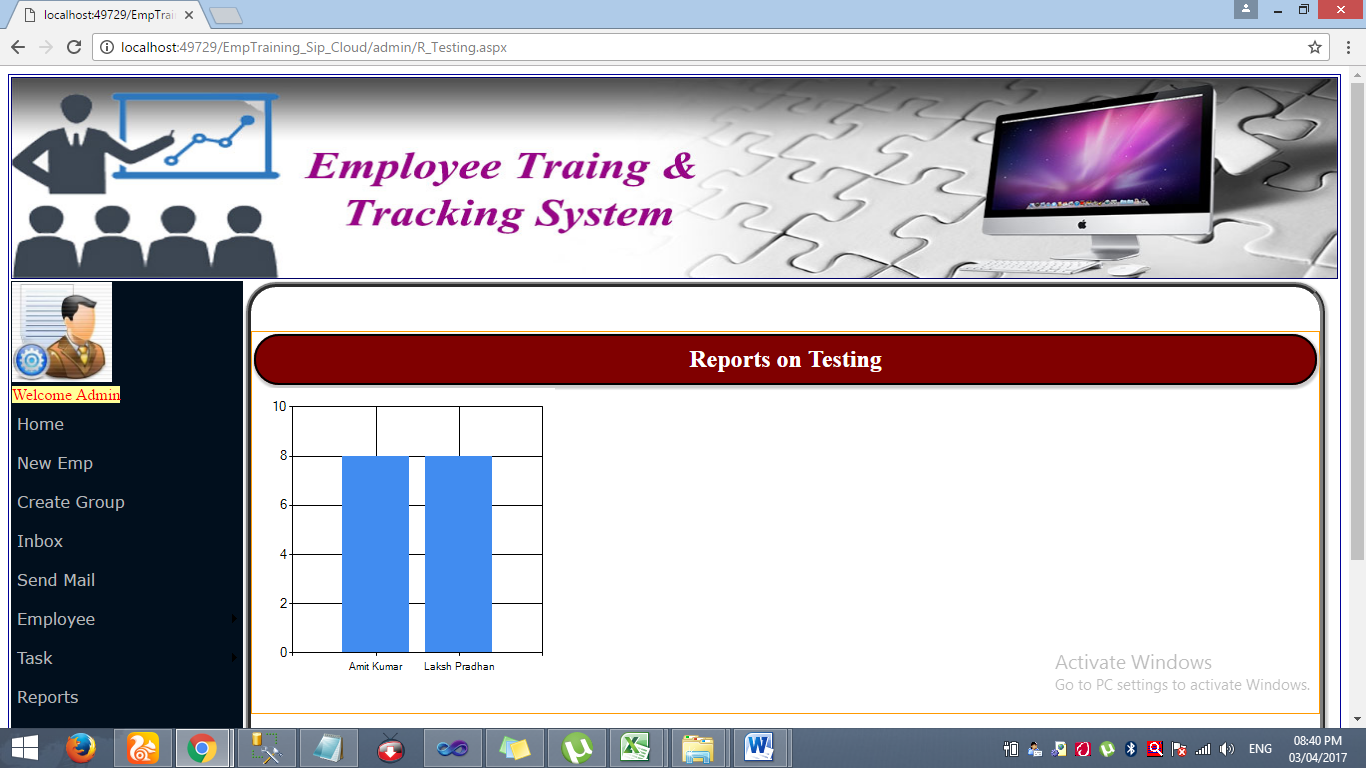 localhost:49729/EmpTrai
localhost:49729/EmpTraining_Sip_Cloud/admin/R_Testing.aspx
Employee Traing &
Tracking System
Welcome Admin
Home
New Emp
Create Group
Inbox
Send Mail
Employee
Task
Reports
Reports on Testing
10
8
6
4
2
0
Amit Kumar
Laksh Pradhan
Activate Windows
Go to PC settings to activate Windows.
ENG
08:40 PM
03/04/2017